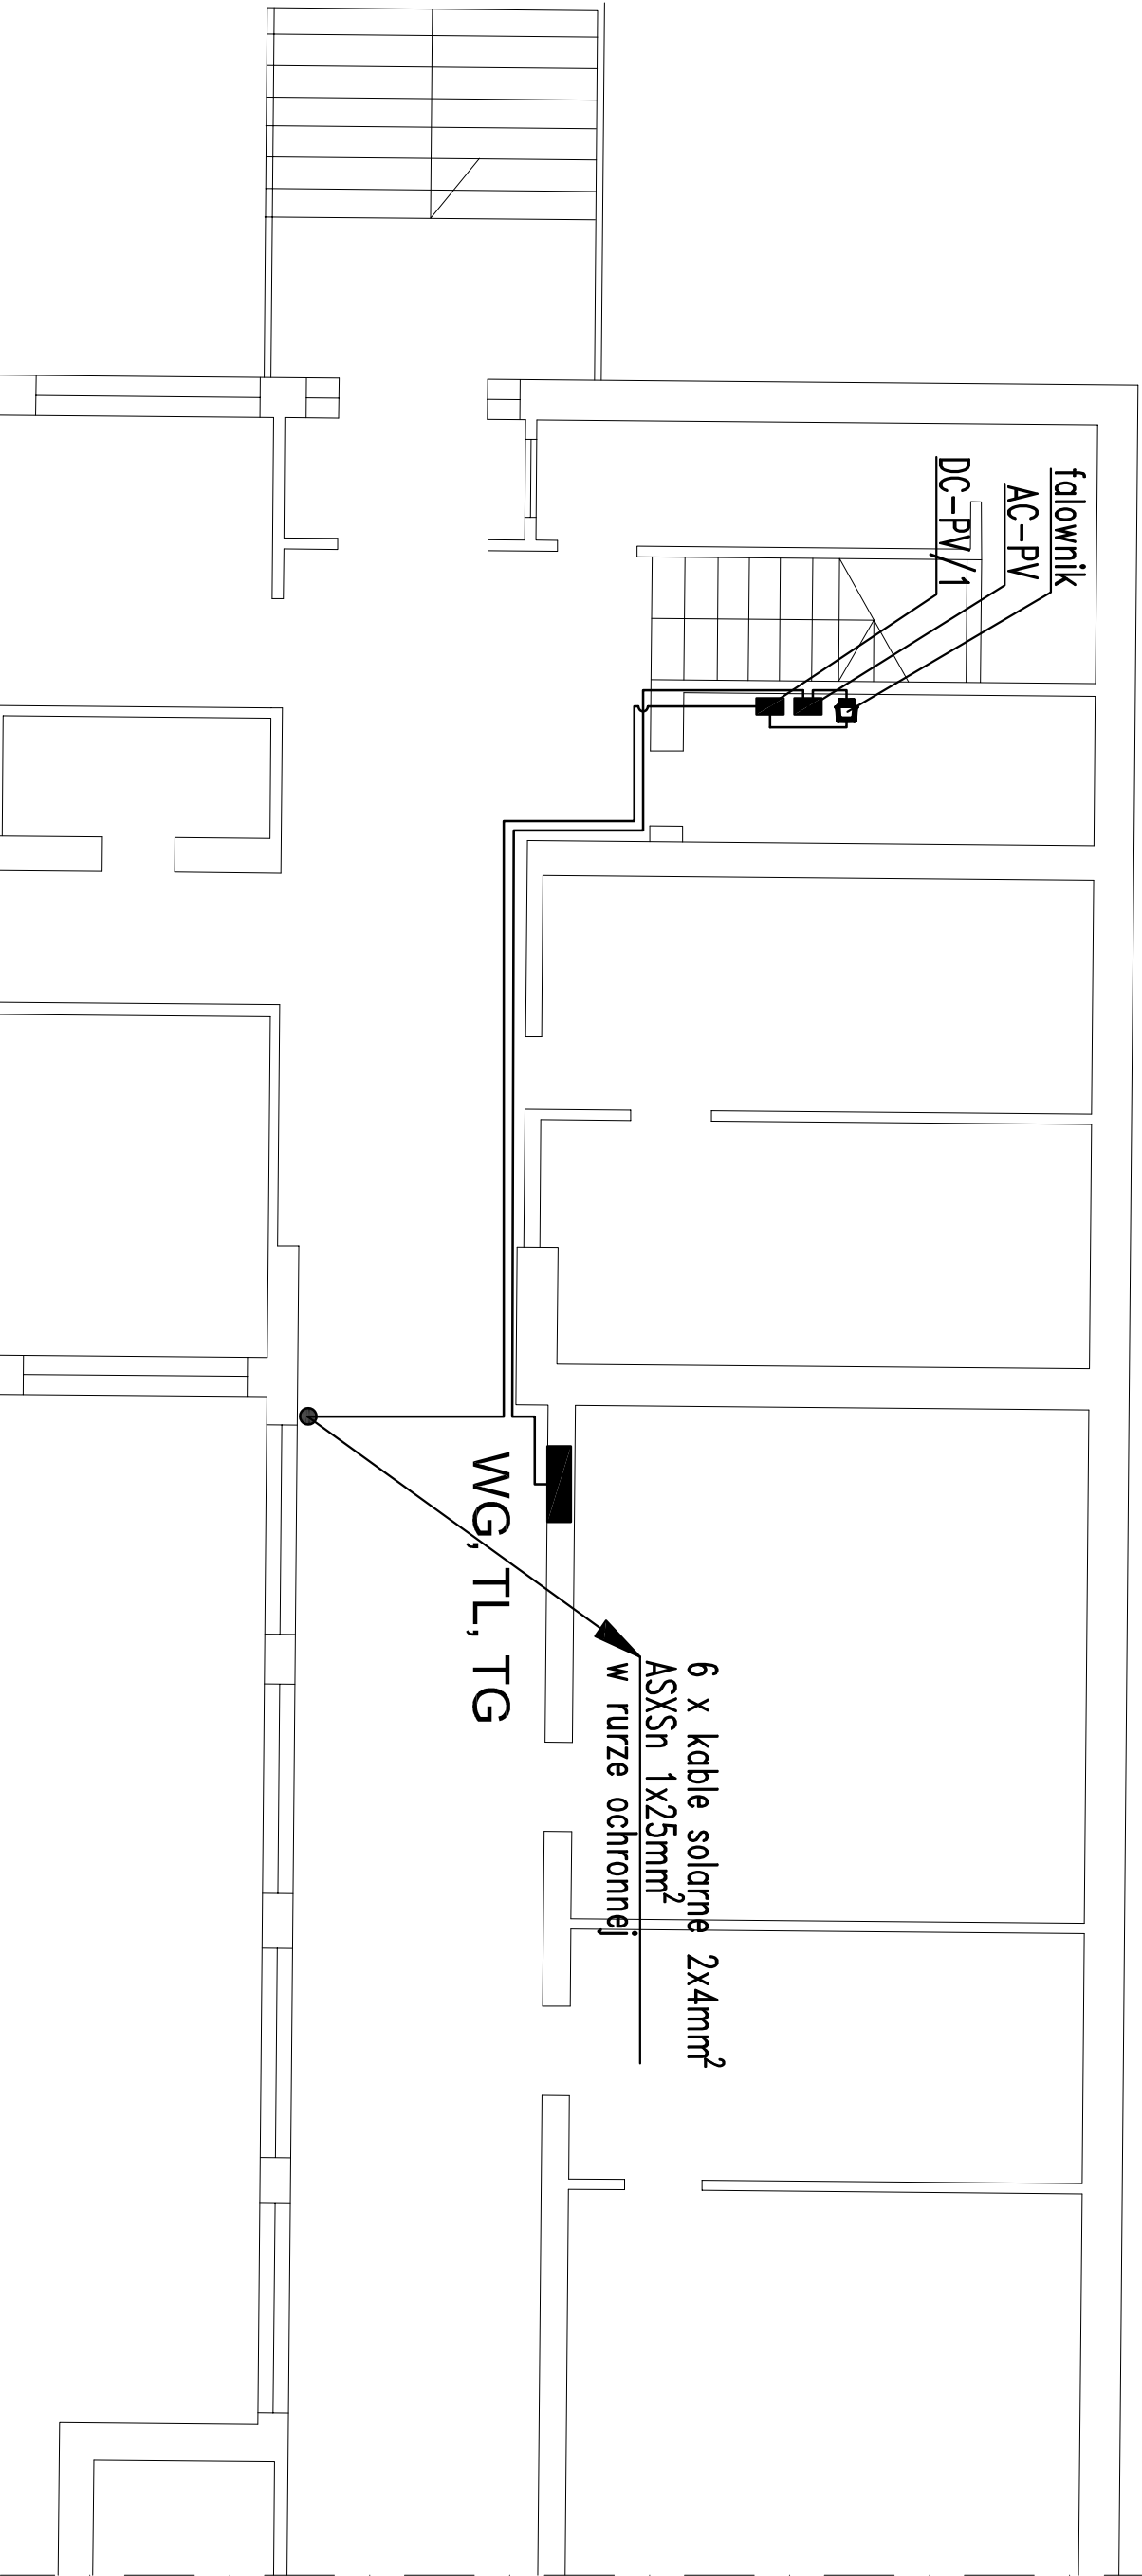 falownik
AC-PV
DC-PV/1
6 x kable solarne 2x4mm²
ASXSn 1x25mm²
w rurze ochronnej
WG, TL, TG